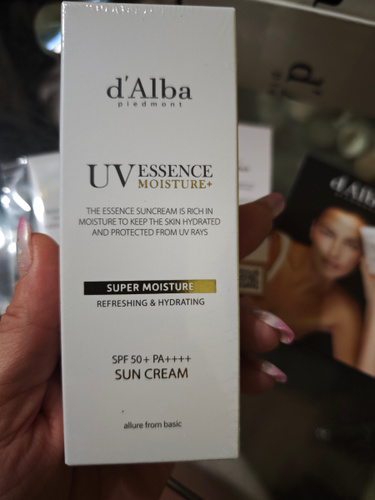 d'Alba
piedmont
UV ESSENCE
MOISTURE+
THE ESSENCE SUNCREAM IS RICH IN
MOISTURE TO KEEP THE SKIN HYDRATED
AND PROTECTED FROM UV RAYS
SUPER MOISTURE
REFRESHING & HYDRATING
SPF 50+ PA++++
SUN CREAM
allure from basic
d'Alba